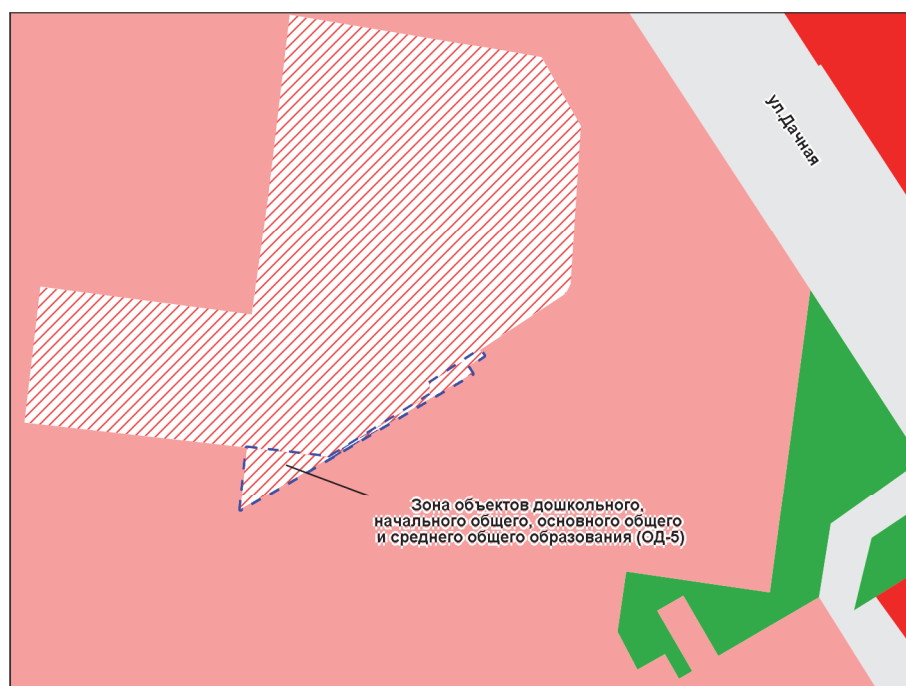 ул.Дачная
Зона объектов дошкольного,
начального общего, основного общего
и среднего общего образования (ОД-5)